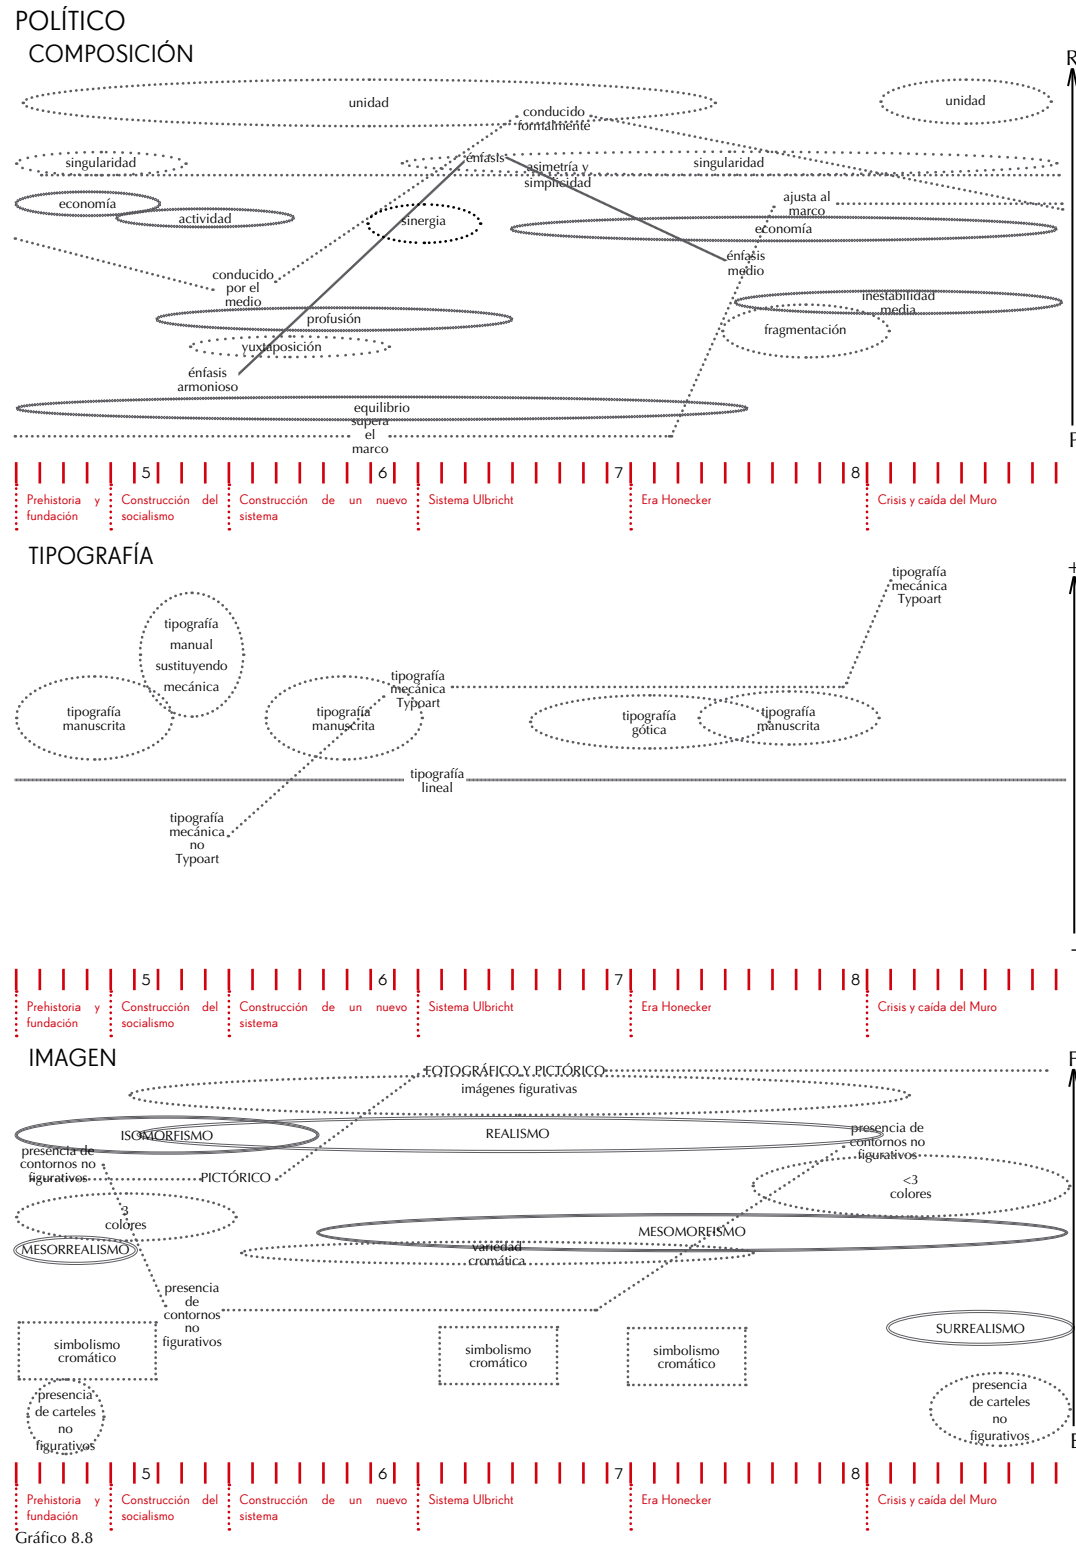 POLÍTICO
COMPOSICIÓN
R
unidad
unidad
conducido
formalmente
énfasis
singularidad
asimetría y
simplicidad
singularidad
economía
actividad
sinergia
ajusta al
marco
economía
énfasis
medio
conducido
por el
medio
inestabilidad
media
profusión
fragmentación
yuxtaposición
énfasis
armonioso
equilibrio
supera
el
marco
5
6
7
8
Prehistoria y
fundación
Construcción del
socialismo
Construcción de un nuevo
sistema
Sistema Ulbricht
Era Honecker
Crisis y caída del Muro
TIPOGRAFÍA
+
tipografía
mecánica
Typoart
tipografía
manual
sustituyendo
mecánica
tipografía
mecánica
Typoart
tipografía
manuscrita
tipografía
manuscrita
tipografía
gótica
tipografía
manuscrita
tipografía
lineal
tipografía
mecánica
no
Typoart
-
5
6
7
8
Prehistoria y
fundación
Construcción del
socialismo
Construcción de un nuevo
sistema
Sistema Ulbricht
Era Honecker
Crisis y caída del Muro
IMAGEN
FOTOGRÁFICO Y PICTÓRICO
imágenes figurativas
ISOMORFISMO
REALISMO
presencia de
contornos no
figurativos
presencia de
contornos no
figurativos
PICTÓRICO
<3
colores
3
colores
MESORREALISMO
MESOMORFISMO
variedad
cromática
presencia
de
contornos
no
figurativos
SURREALISMO
simbolismo
cromático
simbolismo
cromático
simbolismo
cromático
presencia
de carteles
no
figurativos
presencia
de carteles
no
figurativos
5
6
7
8
Prehistoria y
fundación
Construcción del
socialismo
Construcción de un nuevo
sistema
Sistema Ulbricht
Era Honecker
Crisis y caída del Muro
Gráfico 8.8